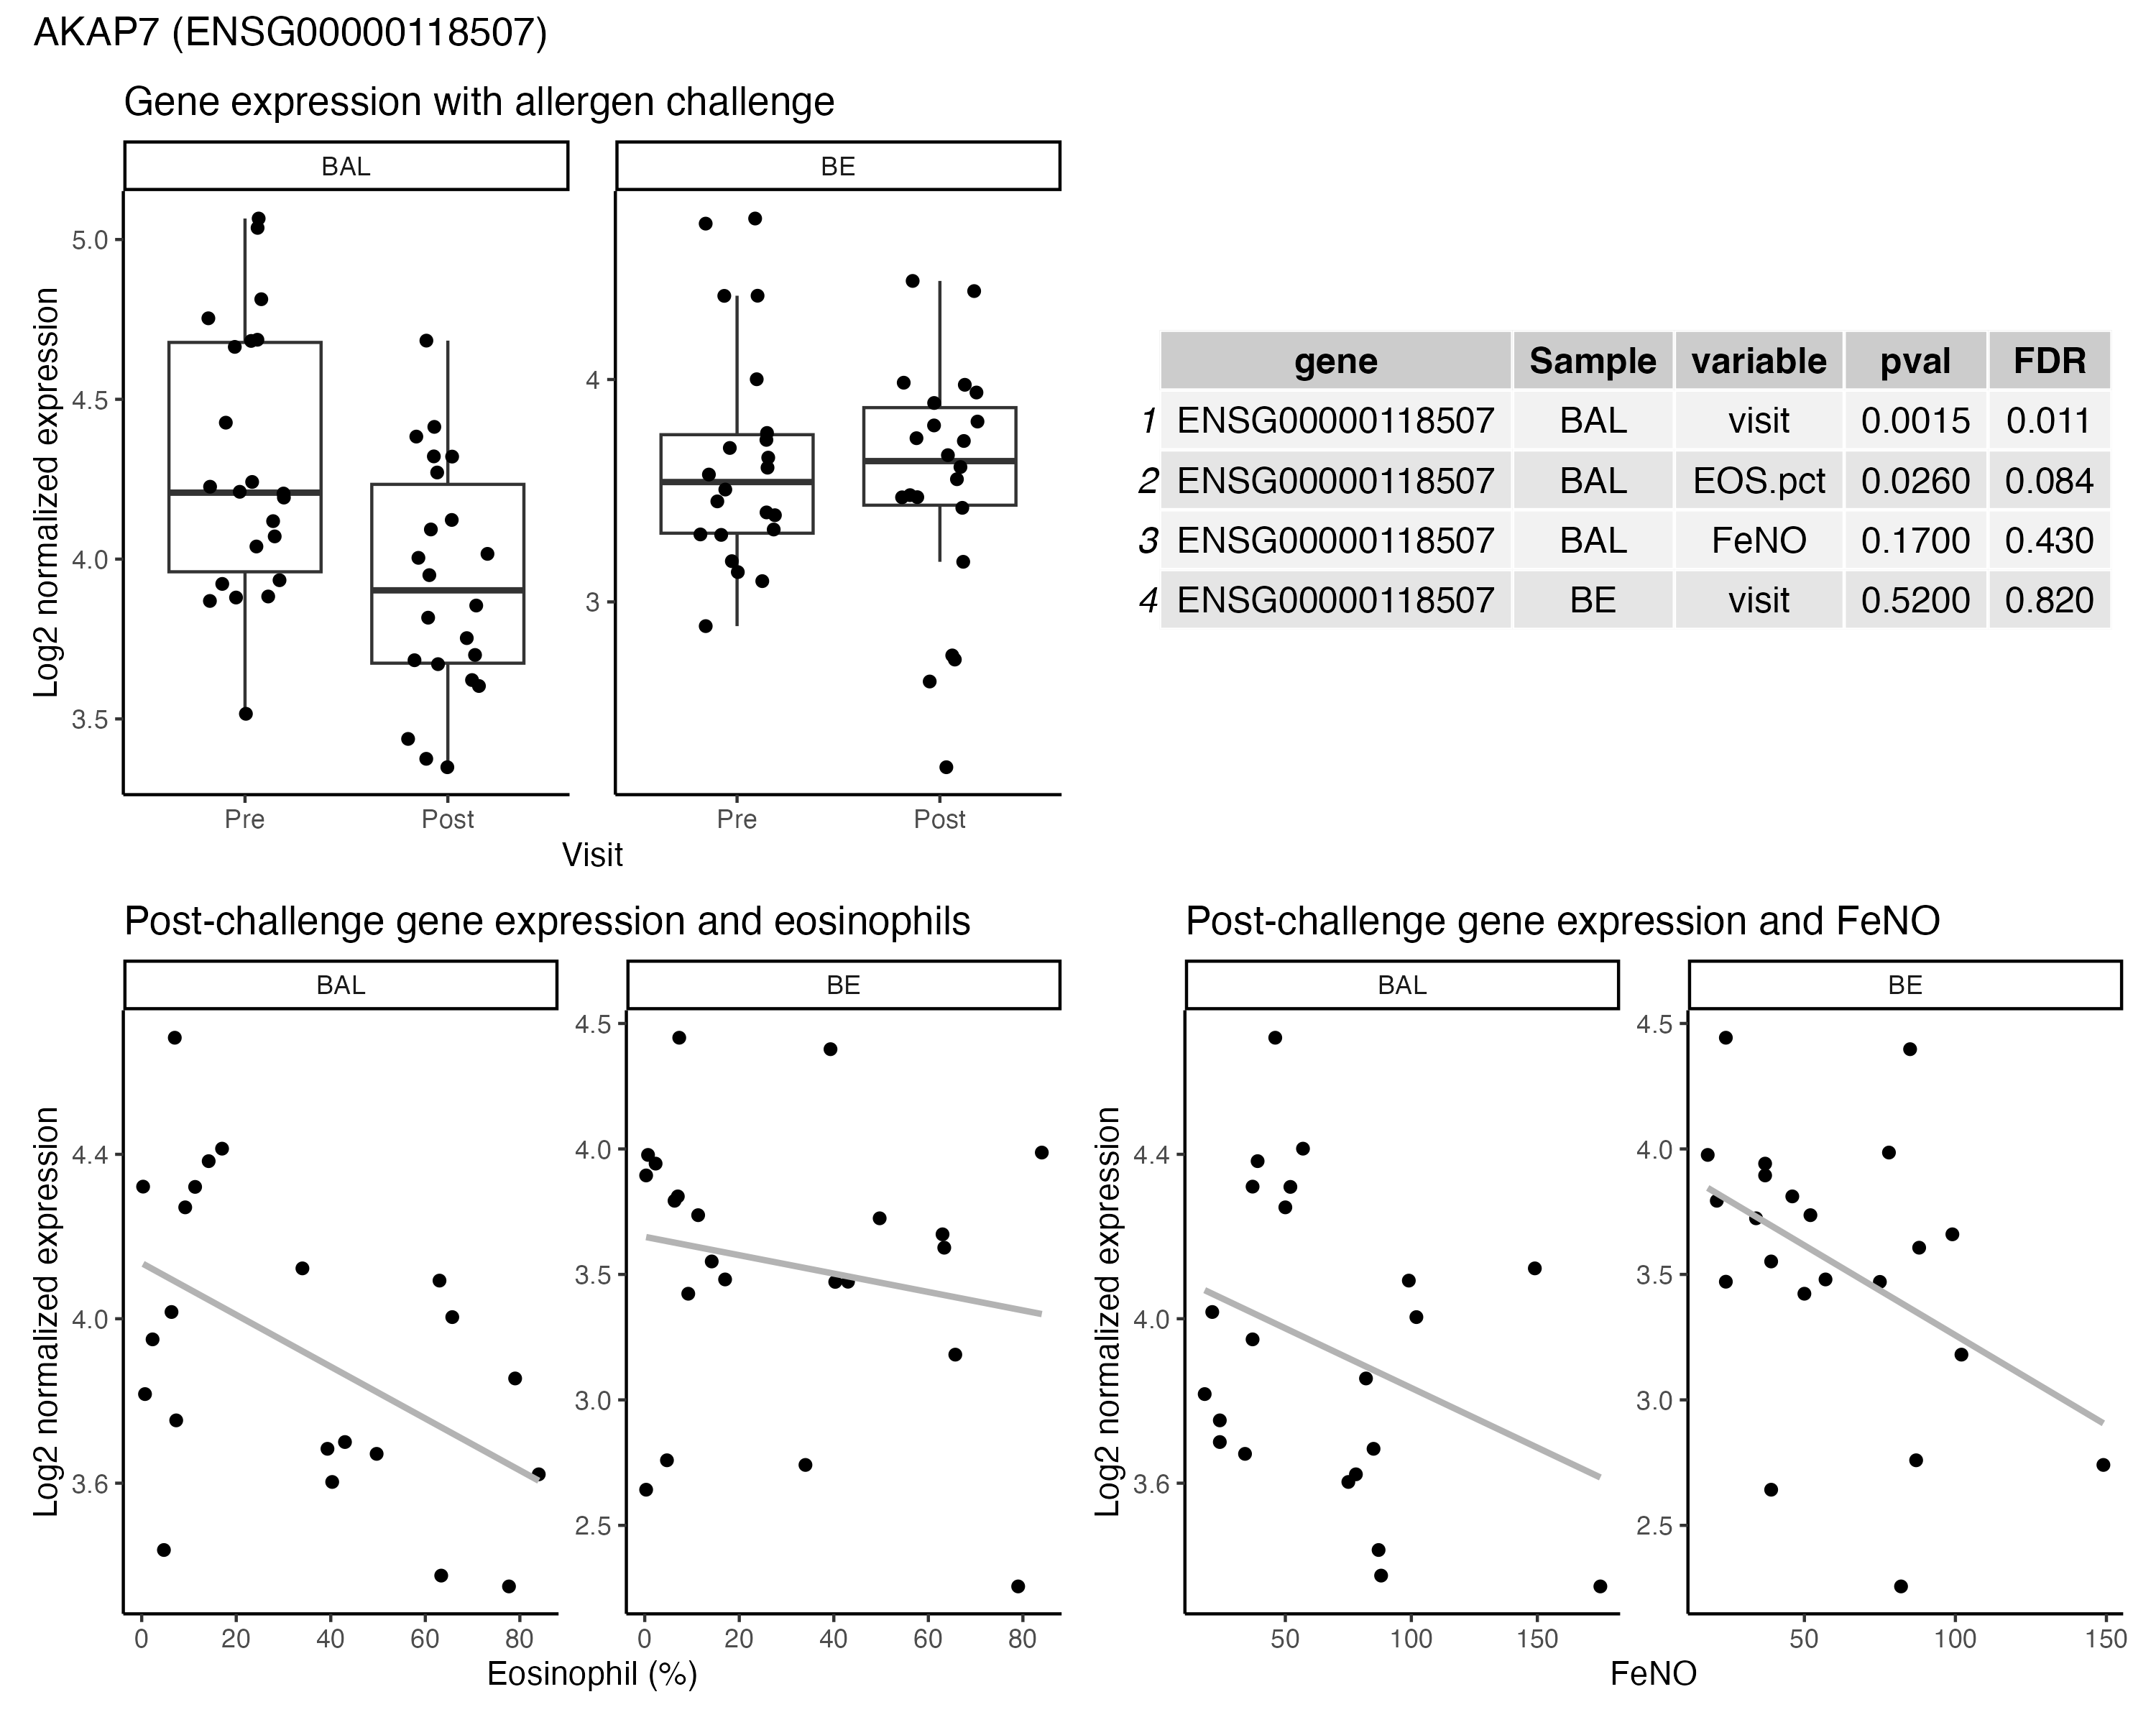 AKAP7 (ENSG00000118507)
Gene expression with allergen challenge
BAL
BE
Log2 normalized expression
5.0
4.5
4.0
3.5
4
3
Pre
Post
Pre
Post
Visit
gene Sample variable pval FDR
1 ENSG00000118507 BAL visit 0.0015 0.011
2 ENSG00000118507 BAL EOS.pct 0.0260 0.084
3 ENSG00000118507 BAL FeNO 0.1700 0.430
4 ENSG00000118507 BE visit 0.5200 0.820
Post-challenge gene expression and eosinophils
BAL
BE
Log2 normalized expression
4.4
4.0
3.6
4.5
4.0
3.5
3.0
2.5
0 20 40 60 80
0 20 40 60 80
Eosinophil (%)
Post-challenge gene expression and FeNO
BAL
BE
Log2 normalized expression
4.4
4.0
3.6
4.5
4.0
3.5
3.0
2.5
50 100 150
50 100 150
FeNO